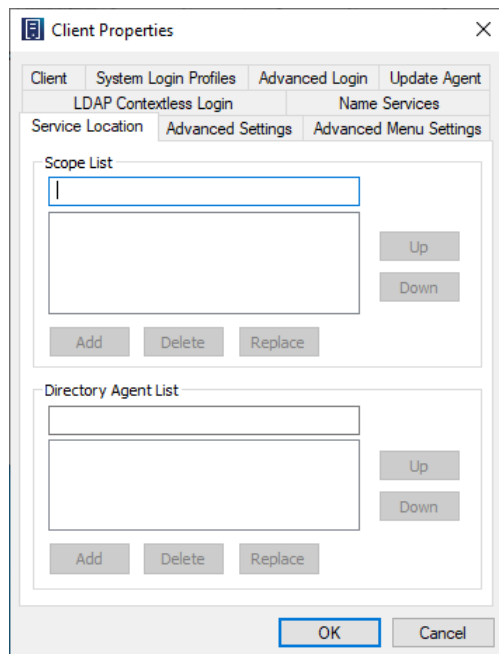 Client Properties
Client System Login Profiles Advanced Login Update Agent
LDAP Contextless Login Name Services
Service Location Advanced Settings Advanced Menu Settings
Scope List
Up
Down
Add Delete Replace
Directory Agent List
Up
Down
Add Delete Replace
OK Cancel